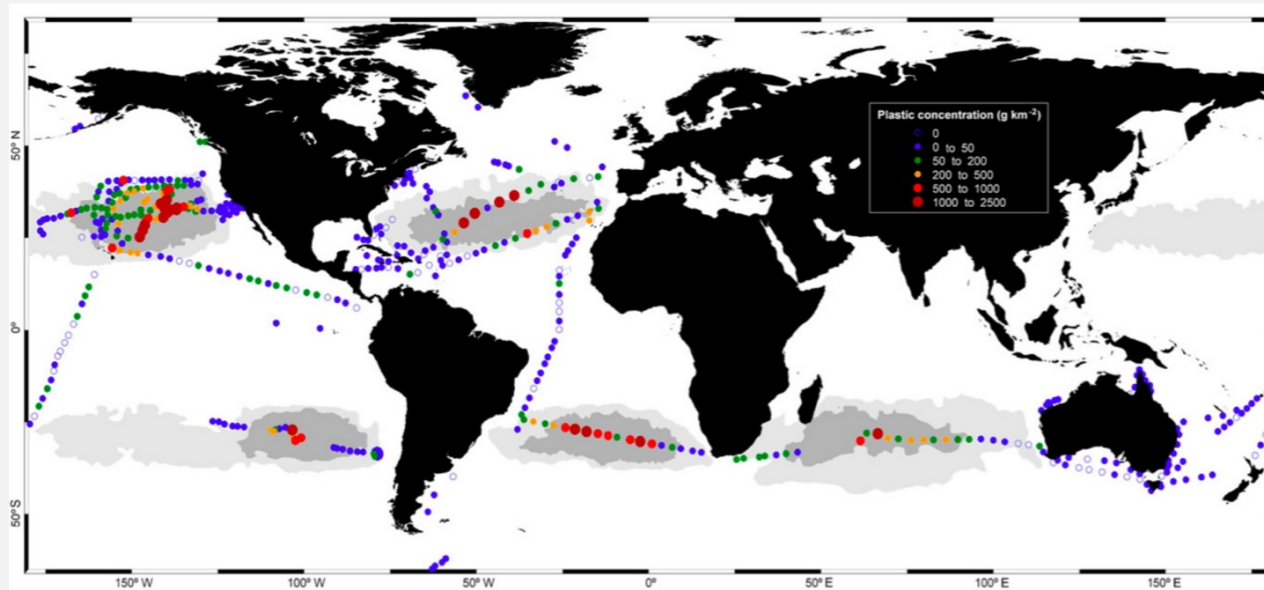 Plastic concentration (g km⁻²)
0
0 to 50
50 to 200
200 to 500
500 to 1000
1000 to 2500
50°N
0°
50°S
150° W
100° W
50° W
0°
50° E
100° E
150° E